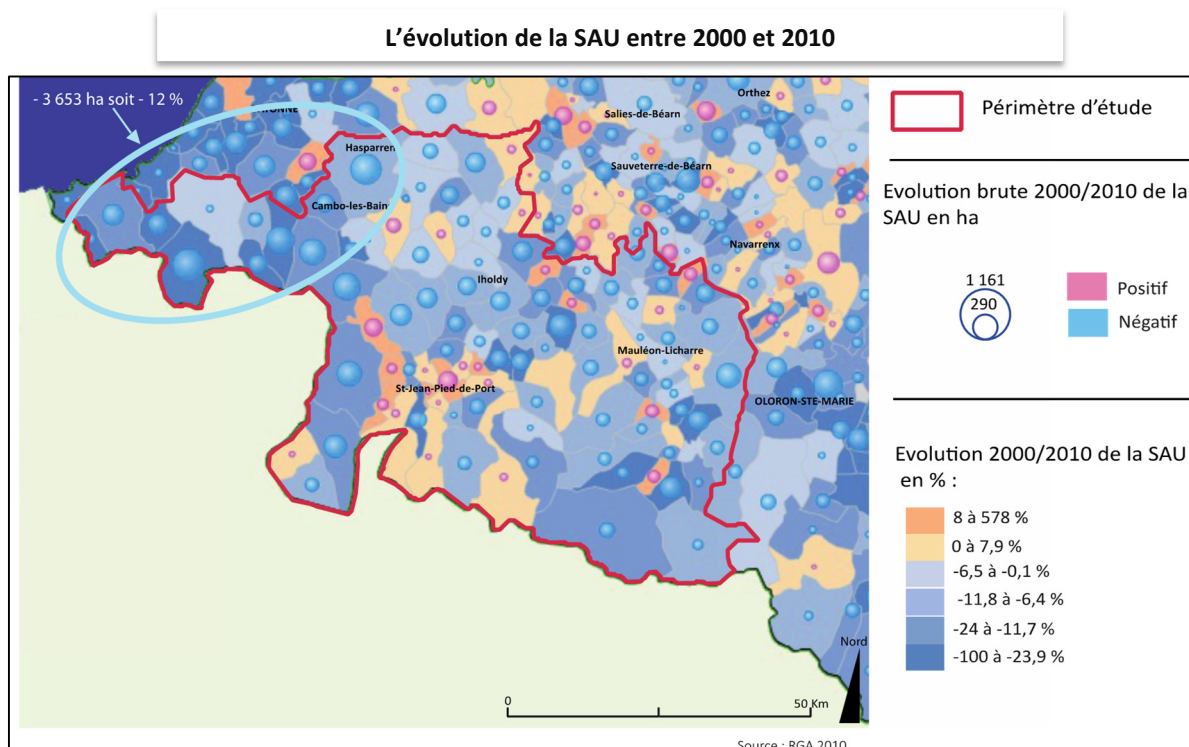 L'évolution de la SAU entre 2000 et 2010
- 3 653 ha soit - 12 %
Orthez
Salies-de-Béarn
Hasparren
Sauveterre-de-Béarn
Cambo-les-Bain
Navarrenx
Iholdy
Mauléon-Licharre
St-Jean-Pied-de-Port
OLORON-STE-MARIE
Nord
0
50 Km
Source : RGA 2010
Périmètre d'étude
Evolution brute 2000/2010 de la
SAU en ha
1 161
290
Positif
Négatif
Evolution 2000/2010 de la SAU
en % :
8 à 578 %
0 à 7,9 %
-6,5 à -0,1 %
-11,8 à -6,4 %
-24 à -11,7 %
-100 à -23,9 %